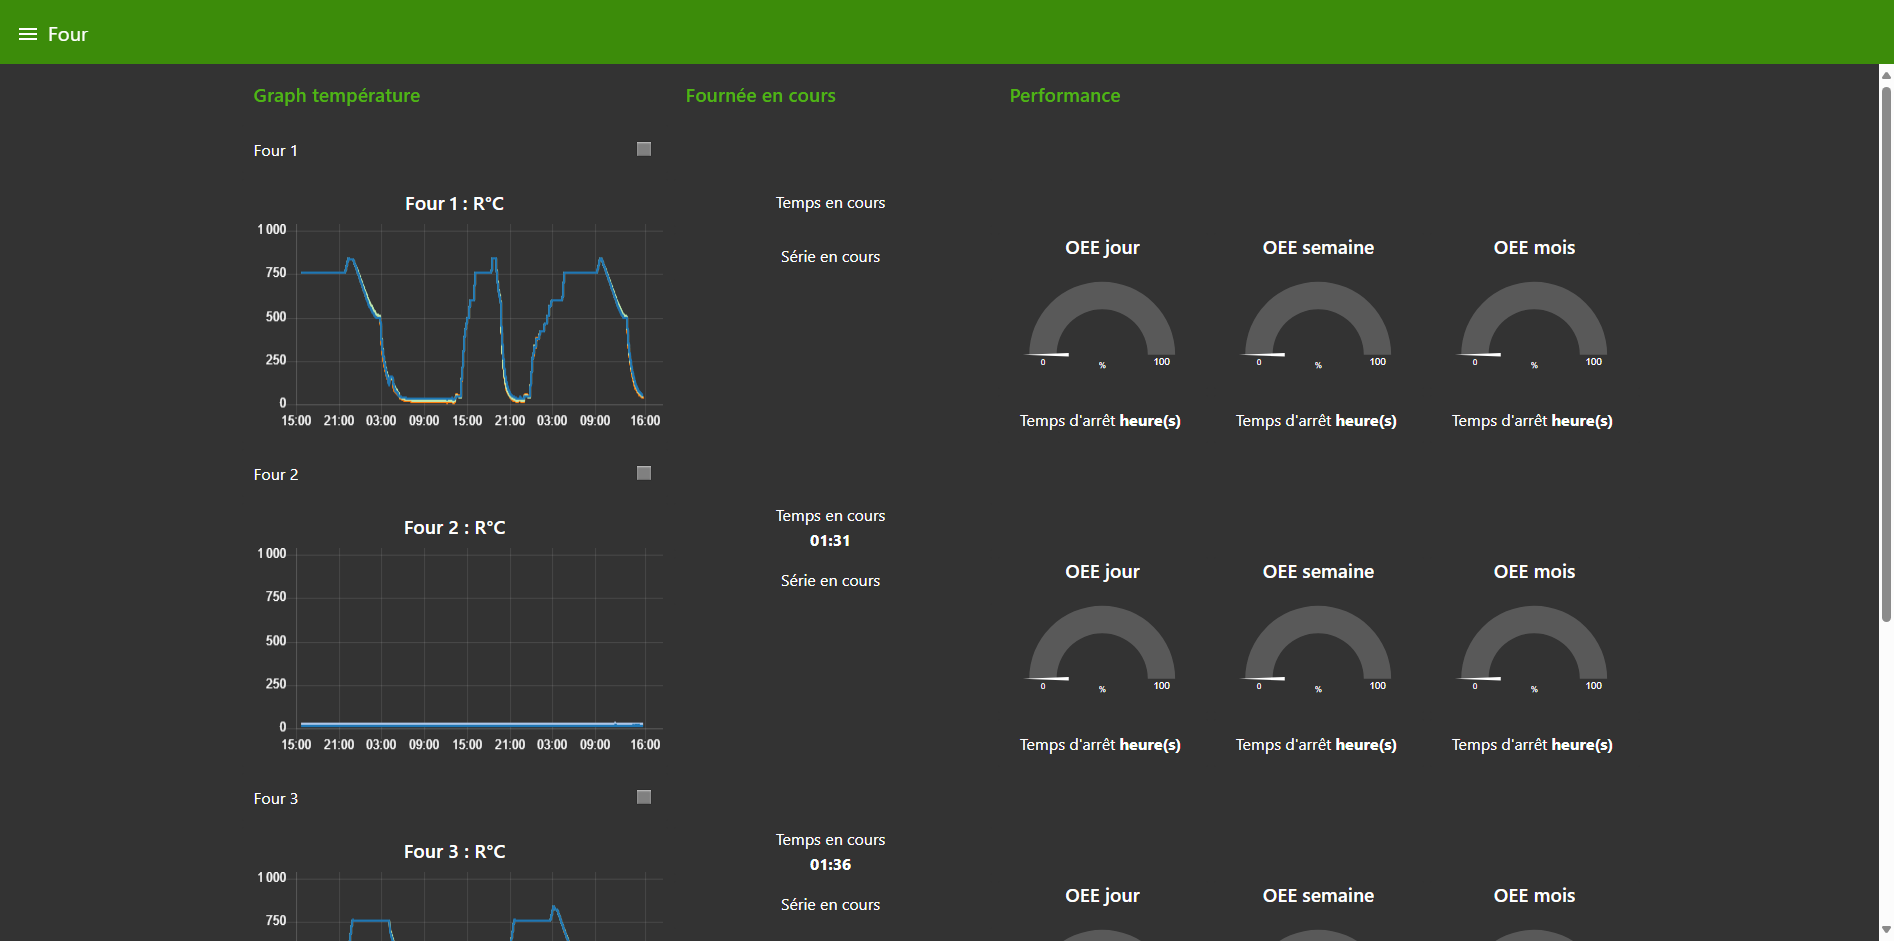 Four
Graph température
Fournée en cours
Performance
Four 1
Four 1 : R°C
1 000
750
500
250
0
15:00 21:00 03:00 09:00 15:00 21:00 03:00 09:00 16:00
Temps en cours
Série en cours
OEE jour
0 % 100
Temps d'arrêt heure(s)
OEE semaine
0 % 100
Temps d'arrêt heure(s)
OEE mois
0 % 100
Temps d'arrêt heure(s)
Four 2
Four 2 : R°C
1 000
750
500
250
0
15:00 21:00 03:00 09:00 15:00 21:00 03:00 09:00 16:00
Temps en cours
01:31
Série en cours
OEE jour
0 % 100
Temps d'arrêt heure(s)
OEE semaine
0 % 100
Temps d'arrêt heure(s)
OEE mois
0 % 100
Temps d'arrêt heure(s)
Four 3
Four 3 : R°C
1 000
750
Temps en cours
01:36
Série en cours
OEE jour
OEE semaine
OEE mois